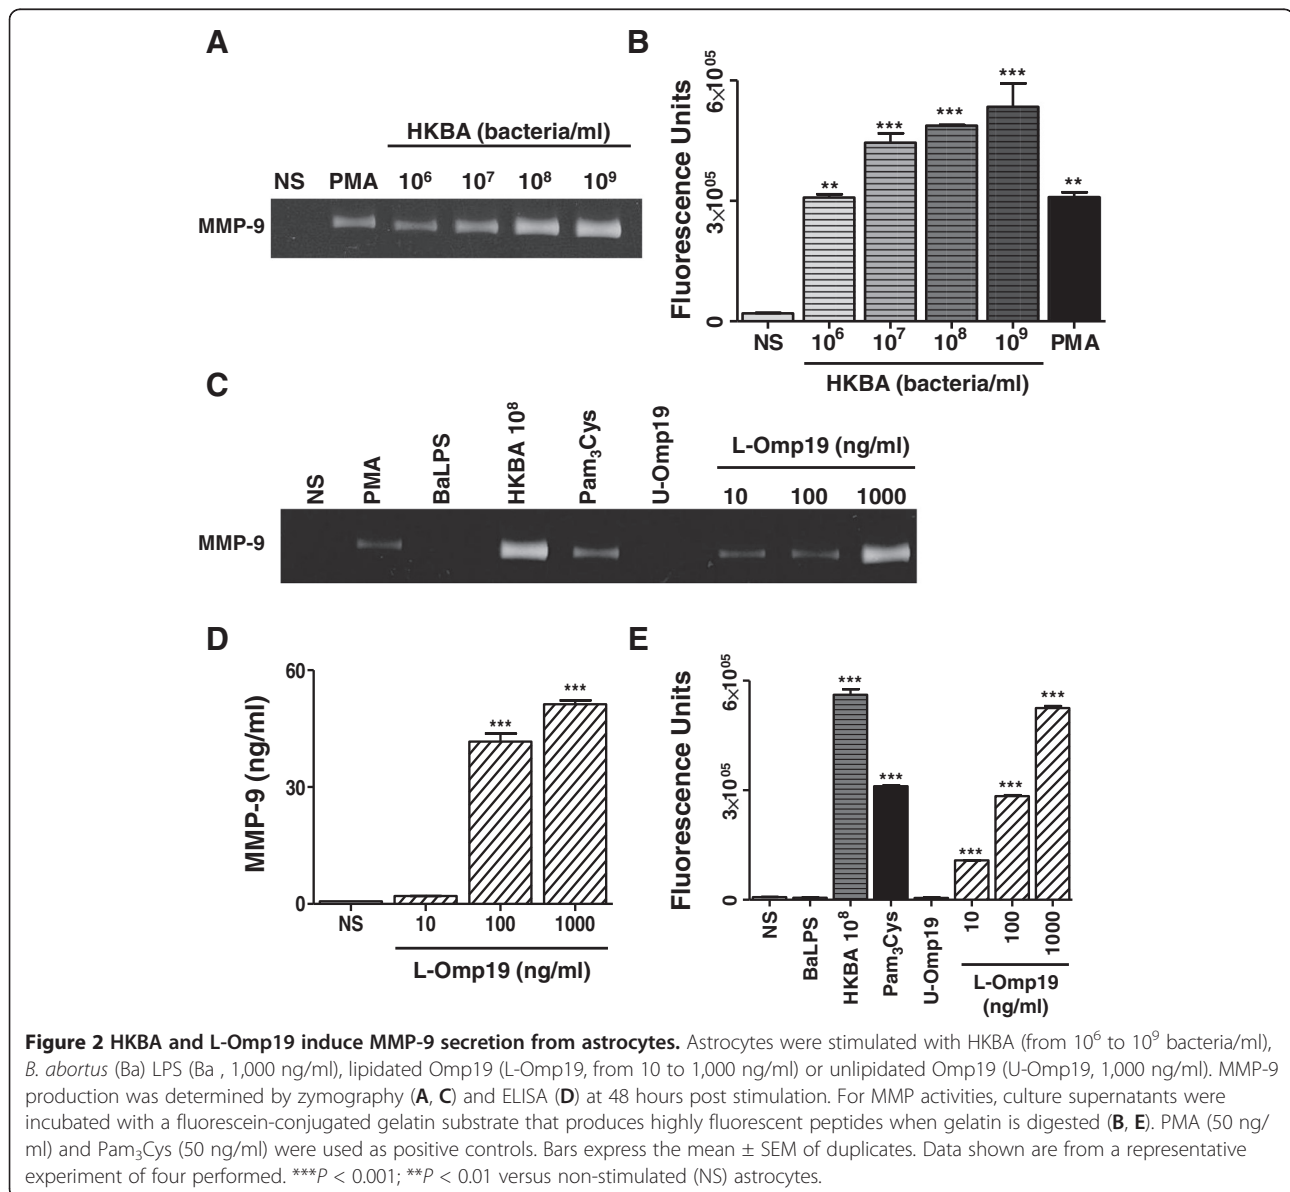 A
HKBA (bacteria/ml)
NS PMA 10⁶ 10⁷ 10⁸ 10⁹
MMP-9
B
Fluorescence Units
6×10⁰⁵
3×10⁰⁵
0
** *** *** *** **
NS 10⁶ 10⁷ 10⁸ 10⁹ PMA
HKBA (bacteria/ml)
C
NS PMA BaLPS HKBA 10⁸ Pam₃Cys U-Omp19
L-Omp19 (ng/ml)
10 100 1000
MMP-9
D
MMP-9 (ng/ml)
60
30
0
*** ***
NS 10 100 1000
L-Omp19 (ng/ml)
E
Fluorescence Units
6×10⁰⁵
3×10⁰⁵
0
*** *** *** *** ***
NS BaLPS HKBA 10⁸ Pam₃Cys U-Omp19 10 100 1000
L-Omp19
(ng/ml)
Figure 2 HKBA and L-Omp19 induce MMP-9 secretion from astrocytes. Astrocytes were stimulated with HKBA (from 10⁶ to 10⁹ bacteria/ml),
B. abortus (Ba) LPS (Ba , 1,000 ng/ml), lipidated Omp19 (L-Omp19, from 10 to 1,000 ng/ml) or unlipidated Omp19 (U-Omp19, 1,000 ng/ml). MMP-9
production was determined by zymography (A, C) and ELISA (D) at 48 hours post stimulation. For MMP activities, culture supernatants were
incubated with a fluorescein-conjugated gelatin substrate that produces highly fluorescent peptides when gelatin is digested (B, E). PMA (50 ng/
ml) and Pam₃Cys (50 ng/ml) were used as positive controls. Bars express the mean ± SEM of duplicates. Data shown are from a representative
experiment of four performed. ***P < 0.001; **P < 0.01 versus non-stimulated (NS) astrocytes.